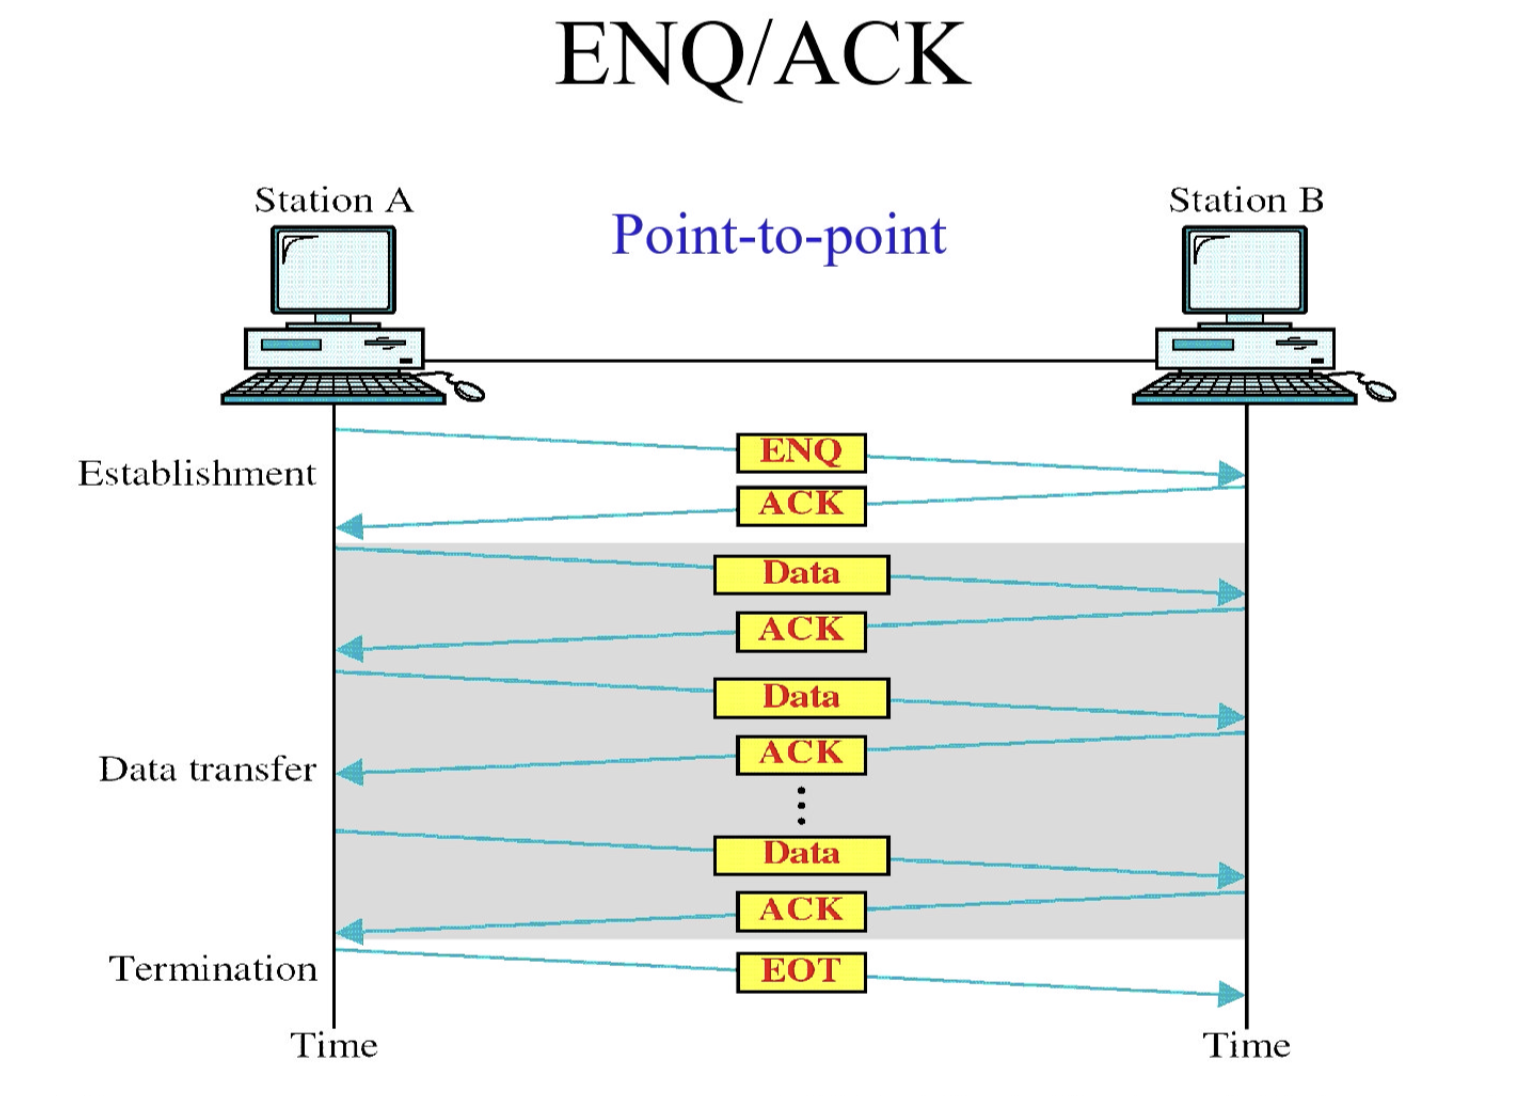 ENQ/ACK
Station A
Point-to-point
Station B
ENQ
Establishment
ACK
Data
ACK
Data
ACK
Data transfer
Data
ACK
Termination
EOT
Time
Time